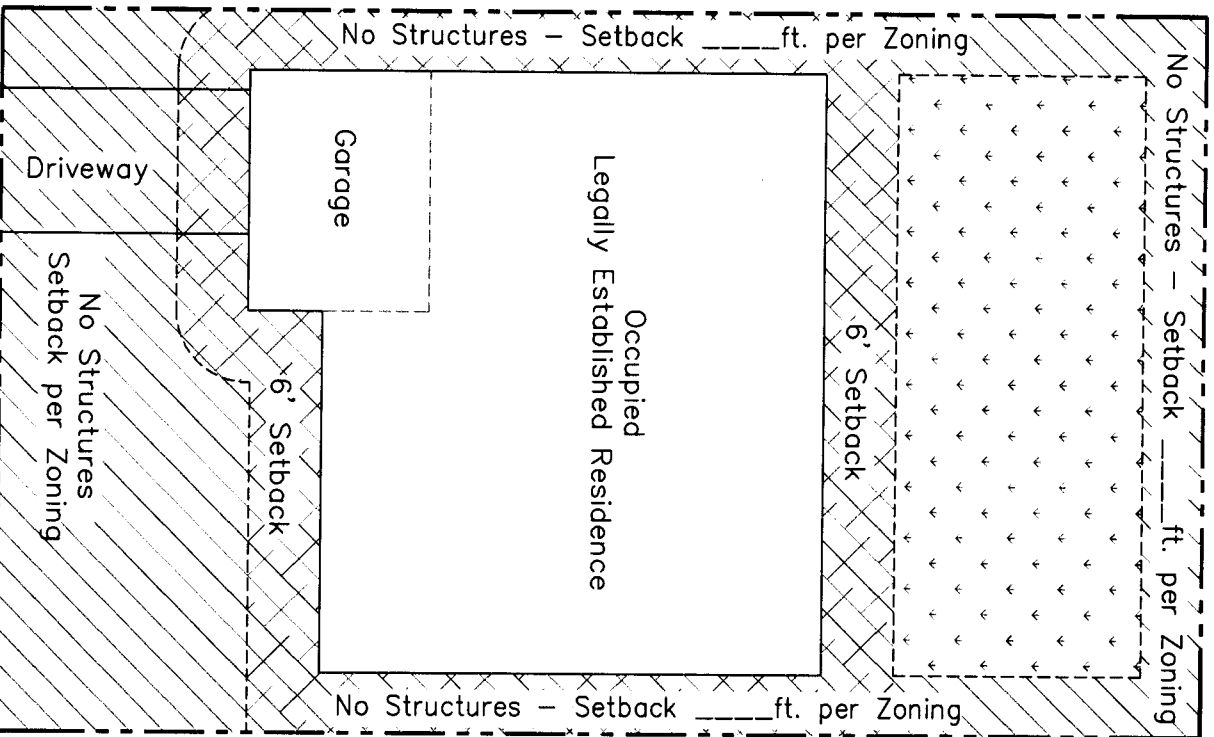 No Structures – Setback ____ft. per Zoning
No Structures – Setback ____ft. per Zoning
Driveway
Garage
Occupied
Legally Established Residence
6' Setback
6' Setback
No Structures
Setback per Zoning
No Structures – Setback ____ft. per Zoning